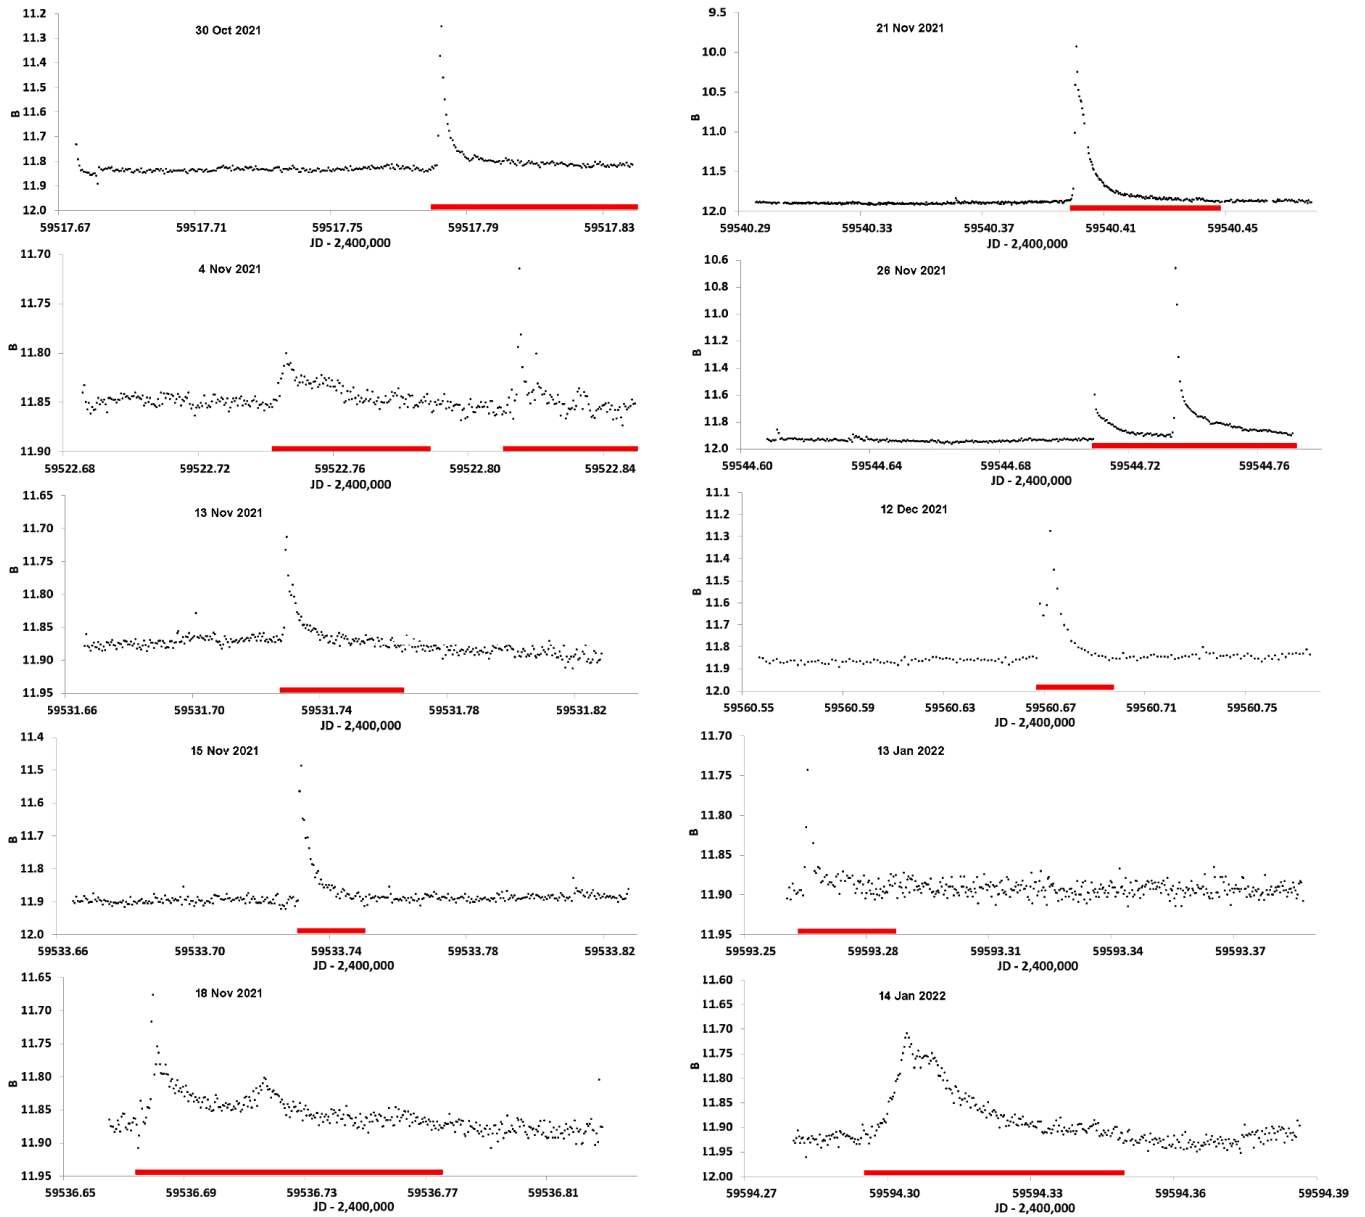 30 Oct 2021
11.2
11.3
11.4
11.5
11.6
11.7
11.8
11.9
12.0
B
59517.67 59517.71 59517.75 59517.79 59517.83
JD - 2,400,000
4 Nov 2021
11.70
11.75
11.80
11.85
11.90
B
59522.68 59522.72 59522.76 59522.80 59522.84
JD - 2,400,000
13 Nov 2021
11.65
11.70
11.75
11.80
11.85
11.90
11.95
B
59531.66 59531.70 59531.74 59531.78 59531.82
JD - 2,400,000
15 Nov 2021
11.4
11.5
11.6
11.7
11.8
11.9
12.0
B
59533.66 59533.70 59533.74 59533.78 59533.82
JD - 2,400,000
18 Nov 2021
11.65
11.70
11.75
11.80
11.85
11.90
11.95
B
59536.65 59536.69 59536.73 59536.77 59536.81
JD - 2,400,000
21 Nov 2021
9.5
10.0
10.5
11.0
11.5
12.0
B
59540.29 59540.33 59540.37 59540.41 59540.45
JD - 2,400,000
26 Nov 2021
10.6
10.8
11.0
11.2
11.4
11.6
11.8
12.0
B
59544.60 59544.64 59544.68 59544.72 59544.76
JD - 2,400,000
12 Dec 2021
11.1
11.2
11.3
11.4
11.5
11.6
11.7
11.8
11.9
12.0
B
59560.55 59560.59 59560.63 59560.67 59560.71 59560.75
JD - 2,400,000
13 Jan 2022
11.70
11.75
11.80
11.85
11.90
11.95
B
59593.25 59593.28 59593.31 59593.34 59593.37
JD - 2,400,000
14 Jan 2022
11.60
11.65
11.70
11.75
11.80
11.85
11.90
11.95
12.00
B
59594.27 59594.30 59594.33 59594.36 59594.39
JD - 2,400,000